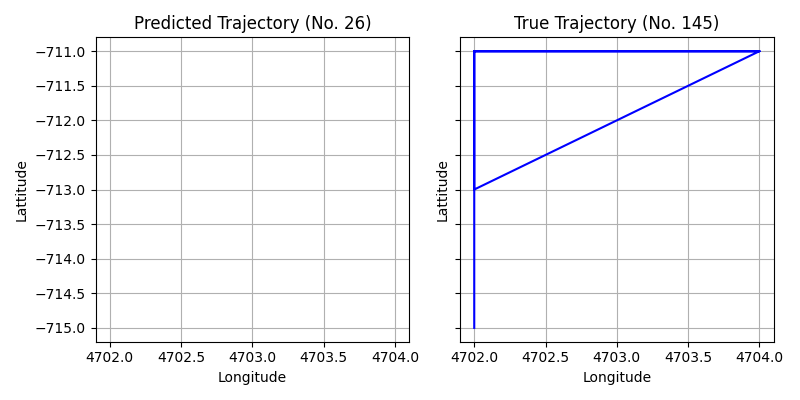 Predicted Trajectory (No. 26)
True Trajectory (No. 145)
−711.0
−711.5
−712.0
−712.5
−713.0
−713.5
−714.0
−714.5
−715.0
Lattitude
Lattitude
4702.0 4702.5 4703.0 4703.5 4704.0
4702.0 4702.5 4703.0 4703.5 4704.0
Longitude
Longitude